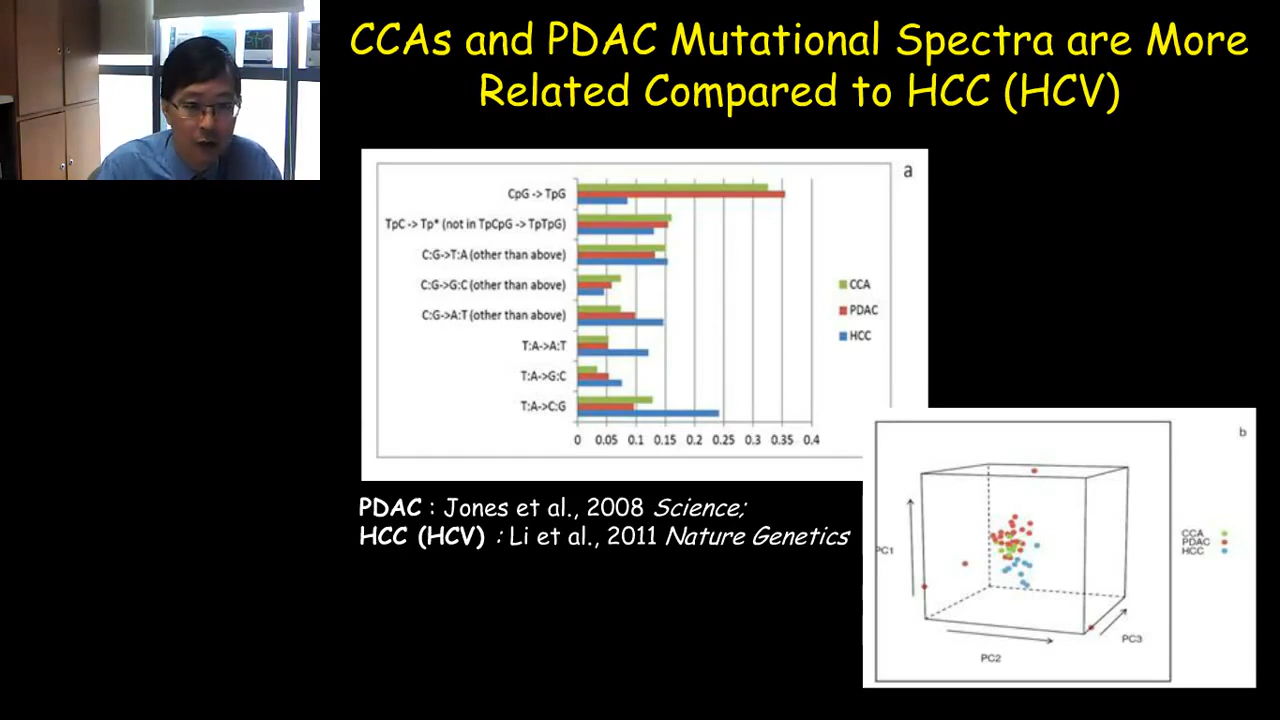 CCAs and PDAC Mutational Spectra are More
Related Compared to HCC (HCV)
a
CpG -> TpG
TpC -> Tp* (not in TpCpG -> TpTpG)
C:G->T:A (other than above)
C:G->G:C (other than above)
C:G->A:T (other than above)
T:A->A:T
T:A->G:C
T:A->C:G
0 0.05 0.1 0.15 0.2 0.25 0.3 0.35 0.4
CCA
PDAC
HCC
PDAC : Jones et al., 2008 Science;
HCC (HCV) : Li et al., 2011 Nature Genetics
b
PC1
PC2
PC3
CCA
PDAC
HCC